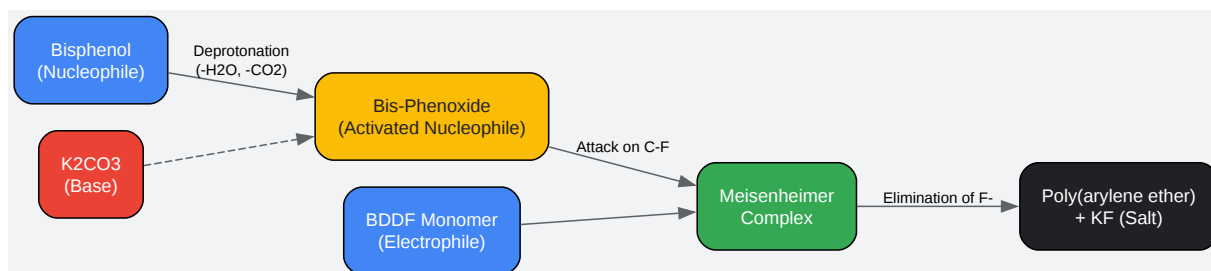 Bisphenol
(Nucleophile)
Deprotonation
(-H2O, -CO2)
K2CO3
(Base)
Bis-Phenoxide
(Activated Nucleophile)
Attack on C-F
BDDF Monomer
(Electrophile)
Meisenheimer
Complex
Elimination of F-
Poly(arylene ether)
+ KF (Salt)